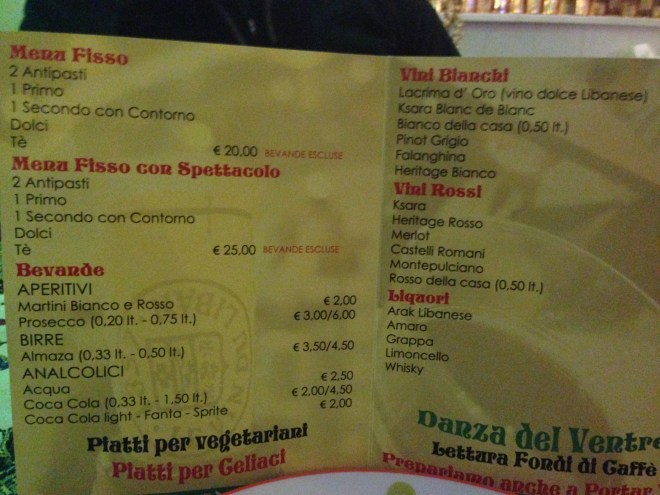 Menu Fisso
2 Antipasti
1 Primo
1 Secondo con Contorno
Dolci
Tè
€ 20,00 BEVANDE ESCLUSE
Menu Fisso con Spettacolo
2 Antipasti
1 Primo
1 Secondo con Contorno
Dolci
Tè
€ 25,00 BEVANDE ESCLUSE
Bevande
APERITIVI
Martini Bianco e Rosso € 2,00
Prosecco (0,20 lt. - 0,75 lt.) € 3,00/6,00
BIRRE
Almaza (0,33 lt. - 0,50 lt.) € 3,50/4,50
ANALCOLICI
Acqua € 2,50
Coca Cola (0,33 lt. - 1.50 lt.) € 2,00/4,50
Coca Cola light - Fanta - Sprite € 2,00
Piatti per vegetariani
Piatti per Celiaci
Vini Bianchi
Lacrima d' Oro (vino dolce Libanese)
Ksara Blanc de Blanc
Bianco della casa (0,50 lt.)
Pinot Grigio
Falanghina
Heritage Bianco
Vini Rossi
Ksara
Heritage Rosso
Merlot
Castelli Romani
Montepulciano
Rosso della casa (0,50 lt.)
Liquori
Arak Libanese
Amaro
Grappa
Limoncello
Whisky
Danza del Ventre
Lettura Fondi di Caffè
Prepariamo anche a Portar